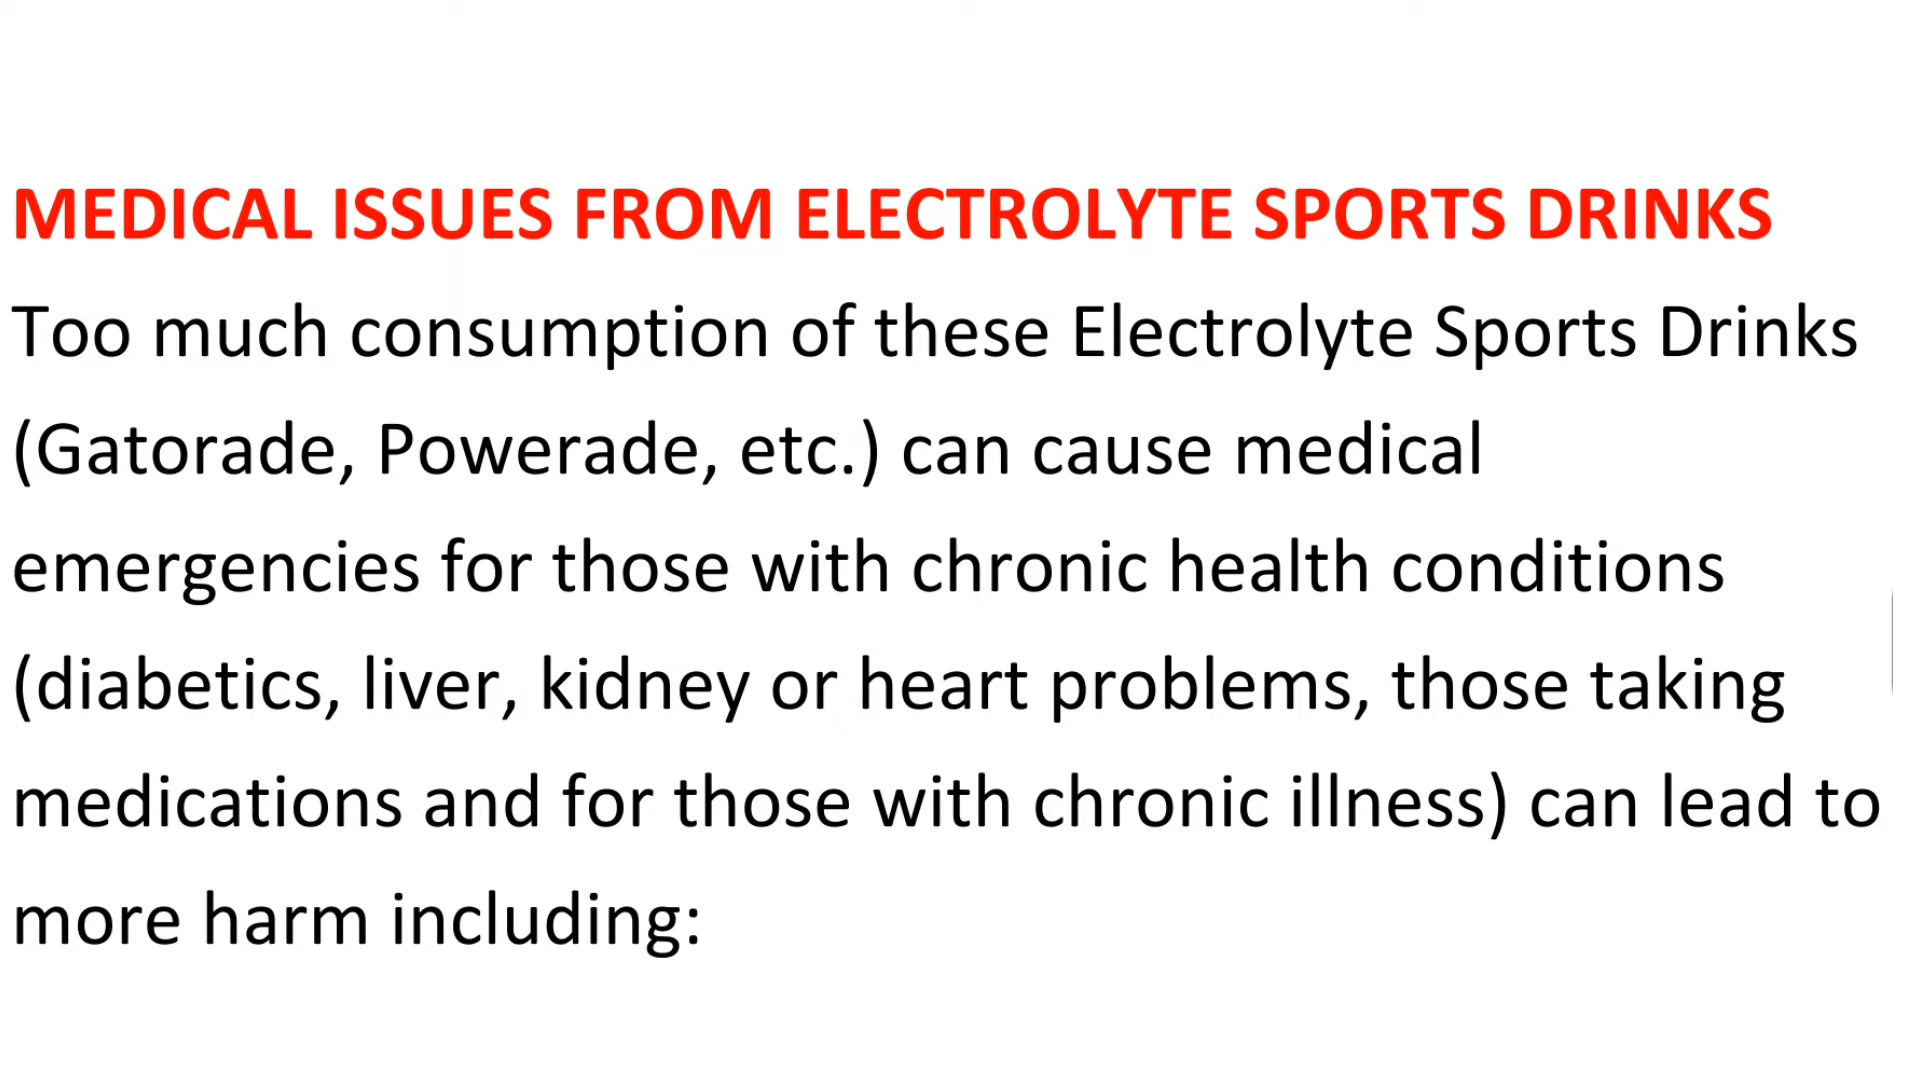 MEDICAL ISSUES FROM ELECTROLYTE SPORTS DRINKS
Too much consumption of these Electrolyte Sports Drinks
(Gatorade, Powerade, etc.) can cause medical
emergencies for those with chronic health conditions
(diabetics, liver, kidney or heart problems, those taking
medications and for those with chronic illness) can lead to
more harm including: